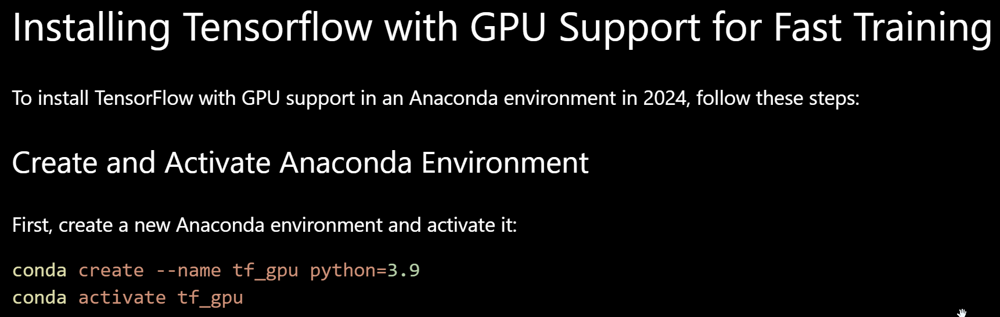 Installing Tensorflow with GPU Support for Fast Training
To install TensorFlow with GPU support in an Anaconda environment in 2024, follow these steps:
Create and Activate Anaconda Environment
First, create a new Anaconda environment and activate it:
conda create --name tf_gpu python=3.9
conda activate tf_gpu